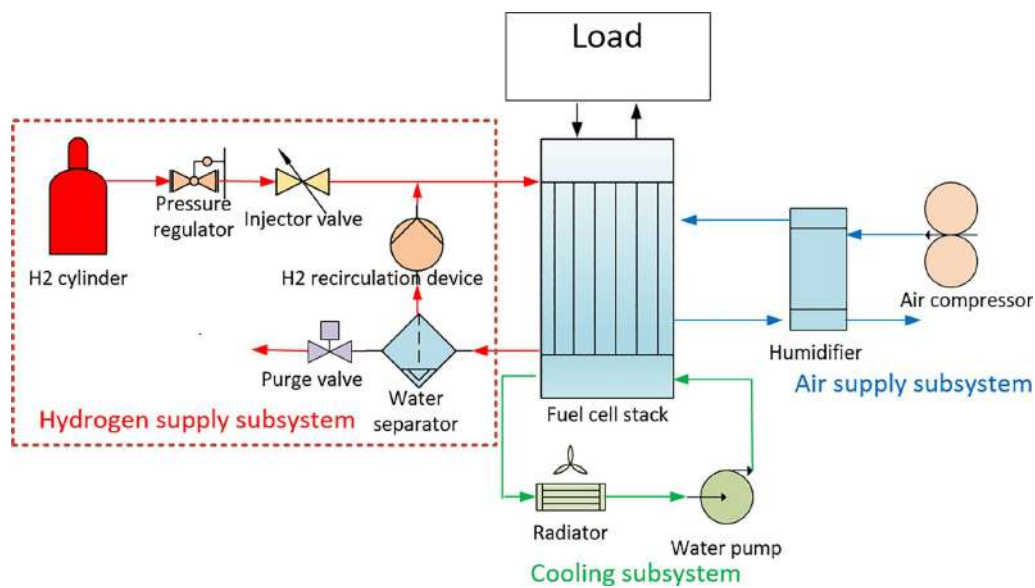 Load
Pressure
regulator
Injector valve
H2 cylinder
H2 recirculation device
Air compressor
Humidifier
Purge valve
Water
separator
Hydrogen supply subsystem
Air supply subsystem
Fuel cell stack
Radiator
Water pump
Cooling subsystem